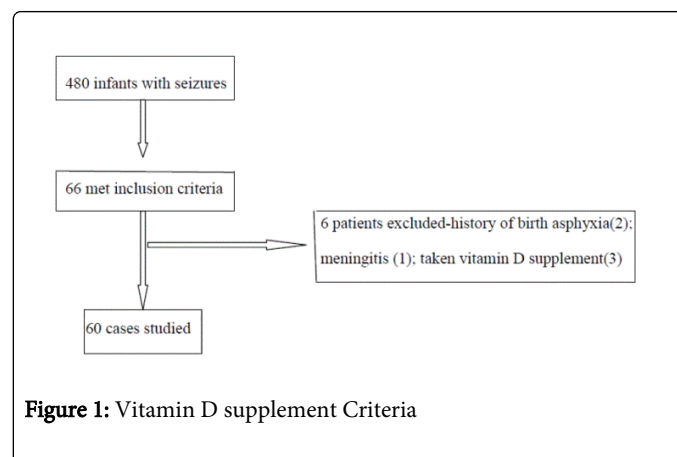 480 infants with seizures
66 met inclusion criteria
6 patients excluded-history of birth asphyxia(2);
meningitis (1); taken vitamin D supplement(3)
60 cases studied
Figure 1: Vitamin D supplement Criteria